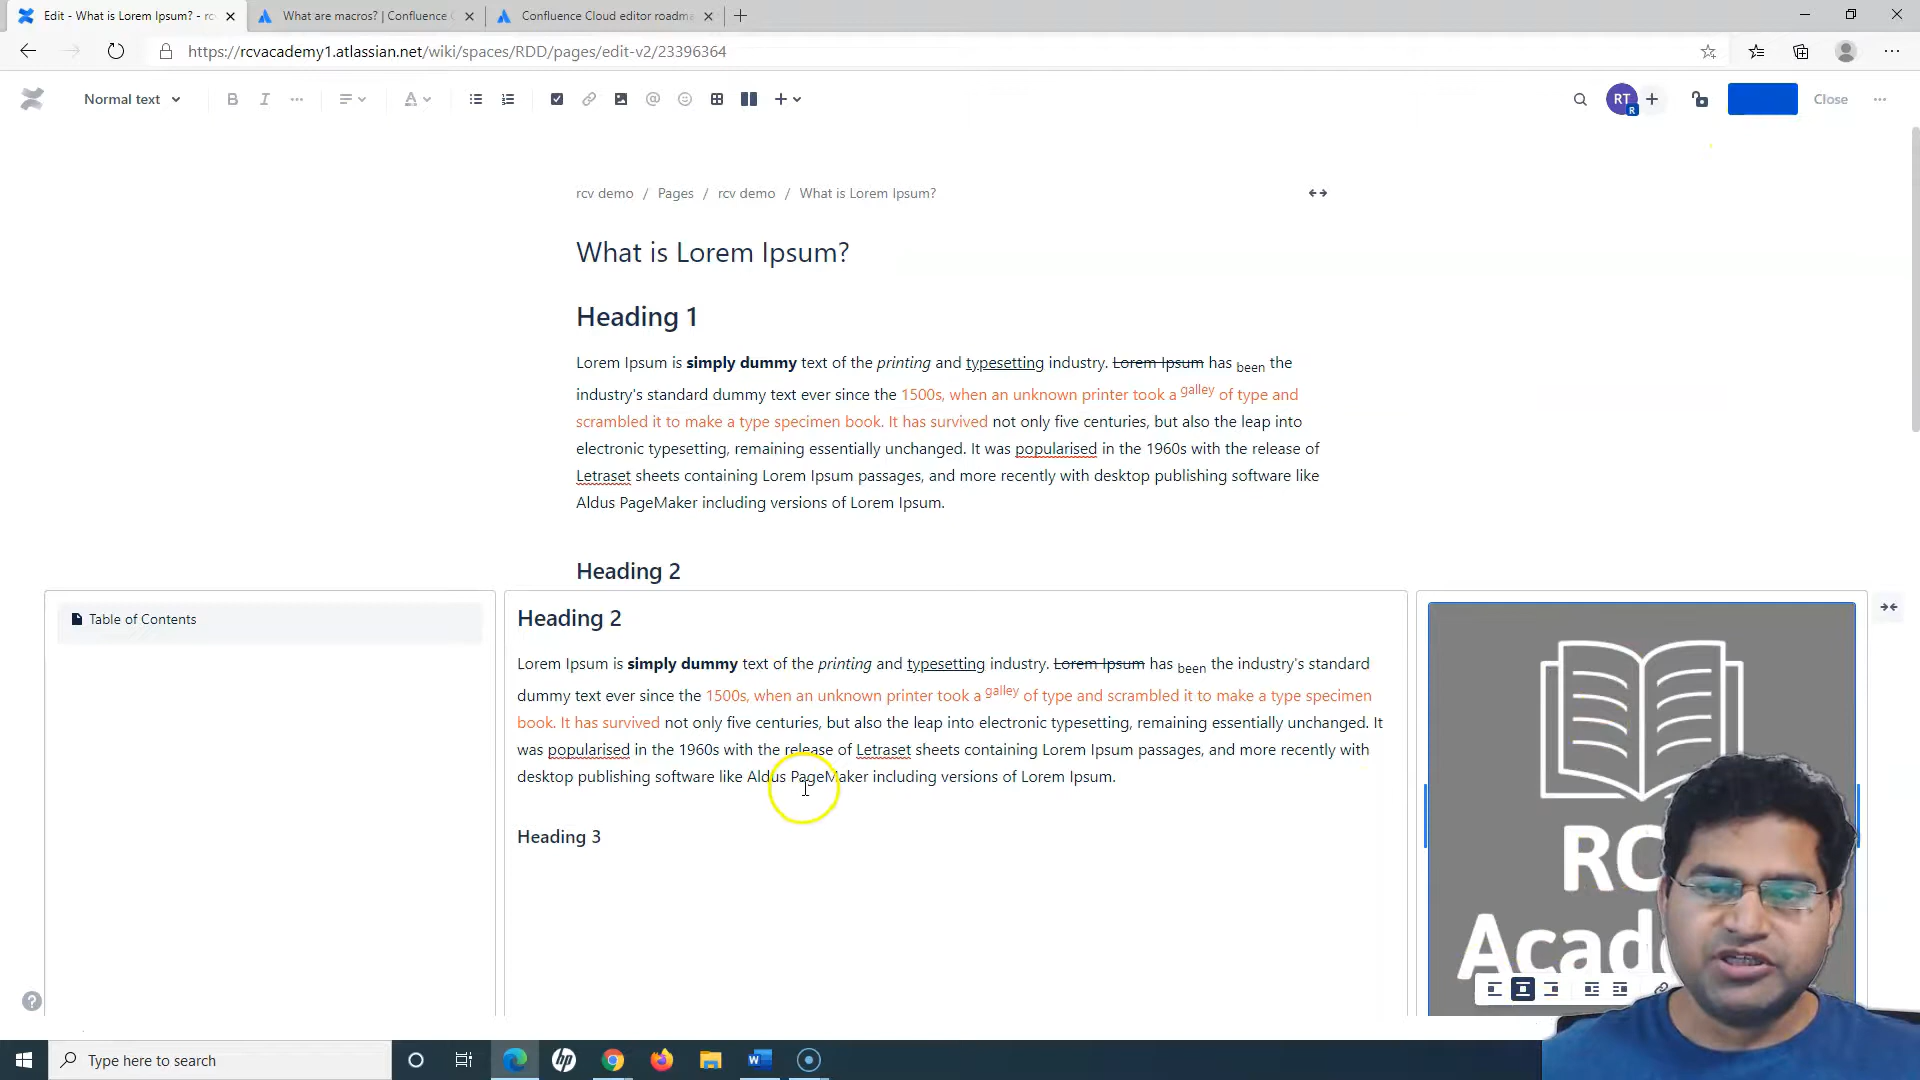 Edit - What is Lorem Ipsum? - rc
What are macros? | Confluence C
Confluence Cloud editor roadma
https://rcvacademy1.atlassian.net/wiki/spaces/RDD/pages/edit-v2/23396364
Normal text
RT
R
Close
rcv demo / Pages / rcv demo / What is Lorem Ipsum?
What is Lorem Ipsum?
Heading 1
Lorem Ipsum is simply dummy text of the printing and typesetting industry. Lorem Ipsum has been the
industry's standard dummy text ever since the 1500s, when an unknown printer took a galley of type and
scrambled it to make a type specimen book. It has survived not only five centuries, but also the leap into
electronic typesetting, remaining essentially unchanged. It was popularised in the 1960s with the release of
Letraset sheets containing Lorem Ipsum passages, and more recently with desktop publishing software like
Aldus PageMaker including versions of Lorem Ipsum.
Heading 2
Table of Contents
Heading 2
Lorem Ipsum is simply dummy text of the printing and typesetting industry. Lorem Ipsum has been the industry's standard
dummy text ever since the 1500s, when an unknown printer took a galley of type and scrambled it to make a type specimen
book. It has survived not only five centuries, but also the leap into electronic typesetting, remaining essentially unchanged. It
was popularised in the 1960s with the release of Letraset sheets containing Lorem Ipsum passages, and more recently with
desktop publishing software like Aldus PageMaker including versions of Lorem Ipsum.
Heading 3
RC
Acade
Type here to search
hp
W